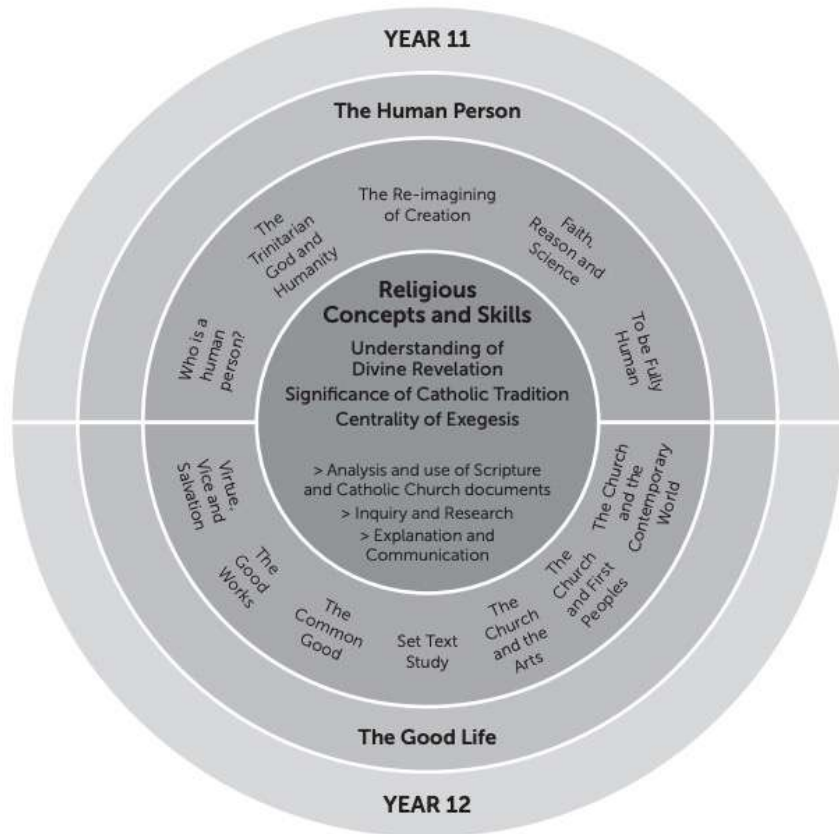 YEAR 11
The Human Person
Who is a
human
person?
The
Trinitarian
God and
Humanity
The Re-imagining
of Creation
Faith,
Reason and
Science
To be Fully
Human
Religious
Concepts and Skills
Understanding of
Divine Revelation
Significance of Catholic Tradition
Centrality of Exegesis
> Analysis and use of Scripture
and Catholic Church documents
> Inquiry and Research
> Explanation and
Communication
Virtue,
Vice and
Salvation
The
Good
Works
The
Common
Good
Set Text
Study
The
Church
and the
Arts
The
Church
and First
Peoples
The Church
and the
Contemporary
World
The Good Life
YEAR 12